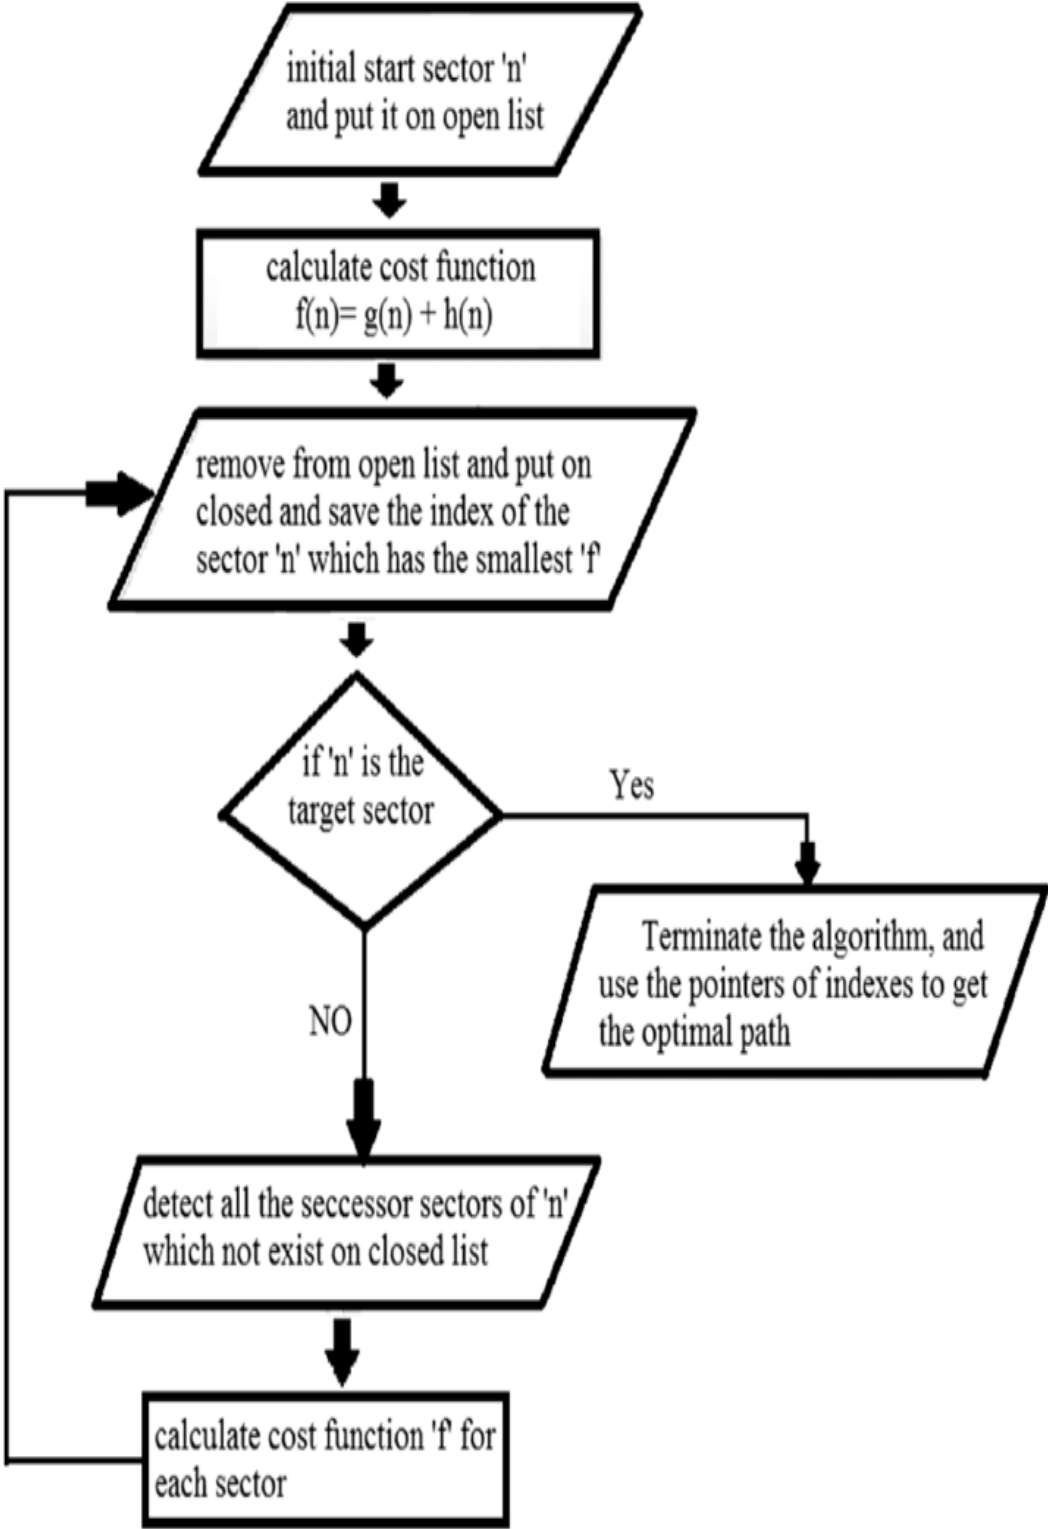 initial start sector 'n'
and put it on open list
calculate cost function
f(n)= g(n) + h(n)
remove from open list and put on
closed and save the index of the
sector 'n' which has the smallest 'f'
if 'n' is the
target sector
Yes
Terminate the algorithm, and
use the pointers of indexes to get
the optimal path
NO
detect all the seccessor sectors of 'n'
which not exist on closed list
calculate cost function 'f' for
each sector